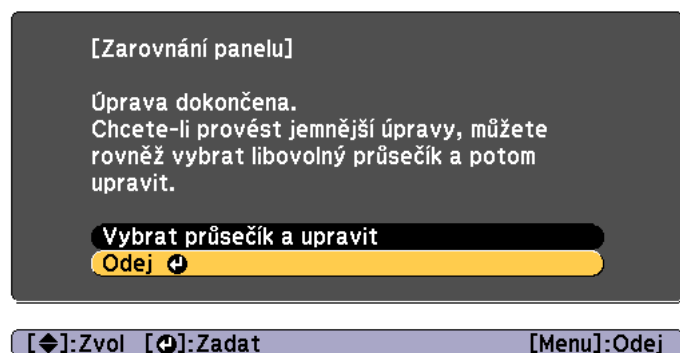 [Zarovnání panelu]
Úprava dokončena.
Chcete-li provést jemnější úpravy, můžete
rovněž vybrat libovolný průsečík a potom
upravit.
Vybrat průsečík a upravit
Odej
[◆]:Zvol [⏎]:Zadat [Menu]:Odej